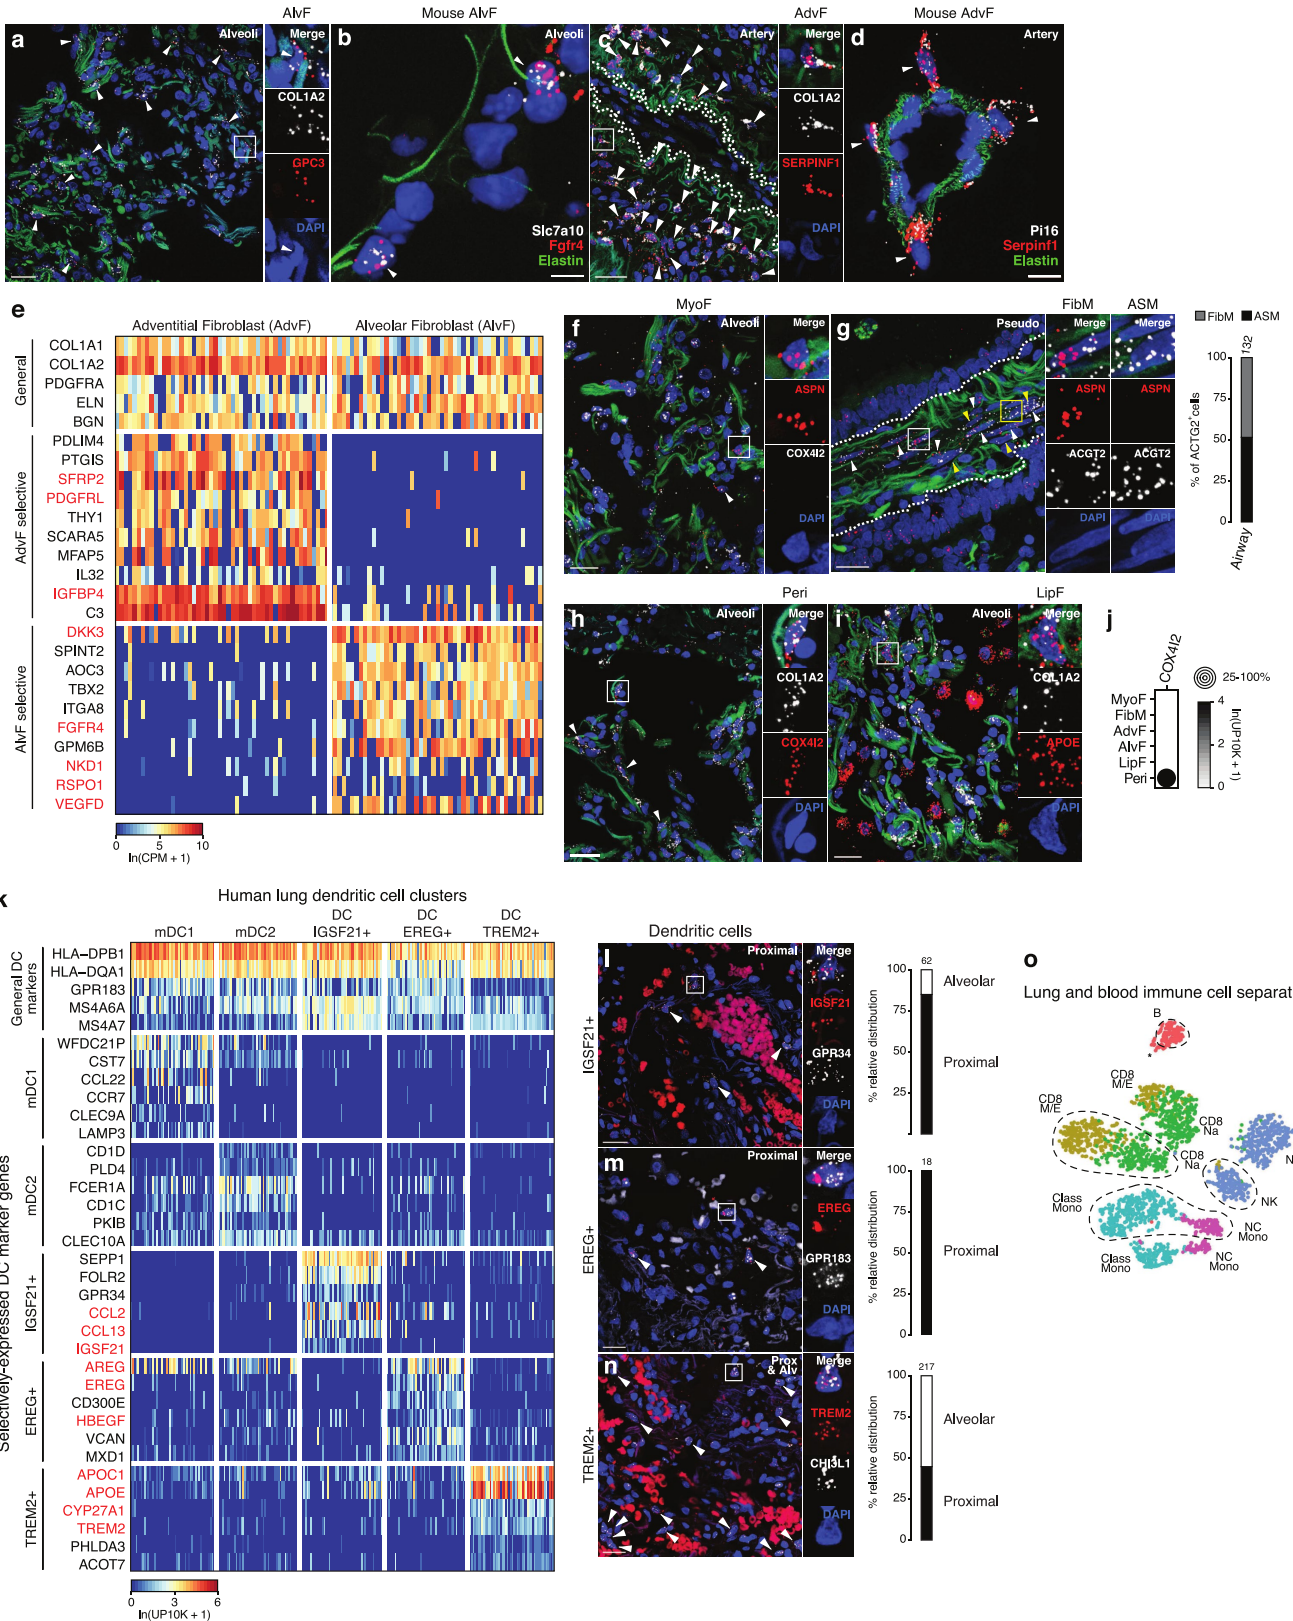 AlvF
Mouse AlvF
AdvF
Mouse AdvF
a
Alveoli
Merge
COL1A2
GPC3
DAPI
b
Alveoli
Slc7a10
Fgfr4
Elastin
c
Artery
Merge
COL1A2
SERPINF1
DAPI
d
Artery
Pi16
Serpinf1
Elastin
e
Adventitial Fibroblast (AdvF)
Alveolar Fibroblast (AlvF)
General
COL1A1
COL1A2
PDGFRA
ELN
BGN
AdvF selective
PDLIM4
PTGIS
SFRP2
PDGFRL
THY1
SCARA5
MFAP5
IL32
IGFBP4
C3
AlvF selective
DKK3
SPINT2
AOC3
TBX2
ITGA8
FGFR4
GPM6B
NKD1
RSPO1
VEGFD
0 5 10
ln(CPM + 1)
MyoF
f
Alveoli
Merge
ASPN
COX4I2
DAPI
FibM
ASM
g
Pseudo
Merge
Merge
ASPN
ASPN
ACGT2
ACGT2
DAPI
DAPI
FibM
ASM
132
% of ACTG2+cells
100
75
50
25
0
Airway
Peri
h
Alveoli
Merge
COL1A2
COX4I2
DAPI
LipF
i
Alveoli
Merge
COL1A2
APOE
DAPI
j
COX4I2
MyoF
FibM
AdvF
AlvF
LipF
Peri
25-100%
4
2
0
ln(UP10K + 1)
k
Human lung dendritic cell clusters
mDC1
mDC2
DC IGSF21+
DC EREG+
DC TREM2+
Selectively-expressed DC marker genes
General DC markers
HLA-DPB1
HLA-DQA1
GPR183
MS4A6A
MS4A7
mDC1
WFDC21P
CST7
CCL22
CCR7
CLEC9A
LAMP3
mDC2
CD1D
PLD4
FCER1A
CD1C
PKIB
CLEC10A
IGSF21+
SEPP1
FOLR2
GPR34
CCL2
CCL13
IGSF21
EREG+
AREG
EREG
CD300E
HBEGF
VCAN
MXD1
TREM2+
APOC1
APOE
CYP27A1
TREM2
PHLDA3
ACOT7
0 3 6
ln(UP10K + 1)
Dendritic cells
l
IGSF21+
Proximal
Merge
IGSF21
GPR34
DAPI
62
% relative distribution
100
75
50
25
0
Alveolar
Proximal
m
EREG+
Proximal
Merge
EREG
GPR183
DAPI
18
% relative distribution
100
75
50
25
0
Proximal
n
TREM2+
Prox
& Alv
Merge
TREM2
CHI3L1
DAPI
217
% relative distribution
100
75
50
25
0
Alveolar
Proximal
o
Lung and blood immune cell separat
B
*
CD8
M/E
CD8
M/E
CD8
Na
CD8
Na
N
NK
Class
Mono
NC
Mono
Class
Mono
NC
Mono